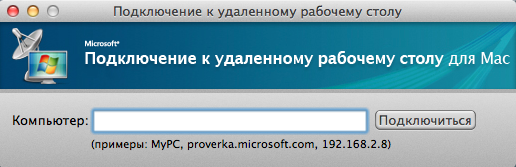 Подключение к удаленному рабочему столу
Microsoft®
Подключение к удаленному рабочему столу для Mac
Компьютер:
Подключиться
(примеры: MyPC, proverka.microsoft.com, 192.168.2.8)